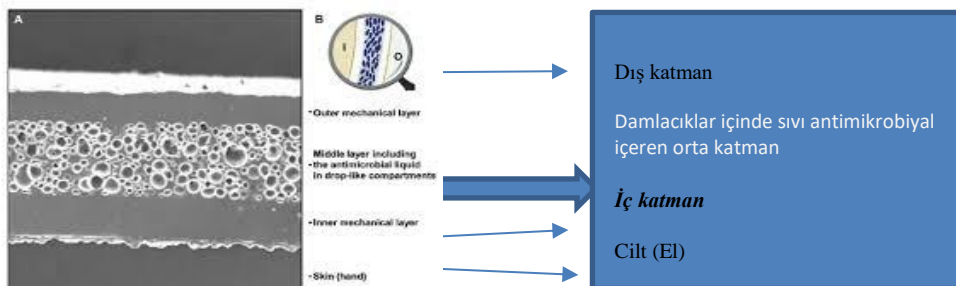 A
B
I
O
-Outer mechanical layer
Middle layer including
-the antimicrobial liquid
in drop-like compartments
-Inner mechanical layer
-Skin (hand)
Dış katman
Damlacıklar içinde sıvı antimikrobiyal
içeren orta katman
İç katman
Cilt (El)